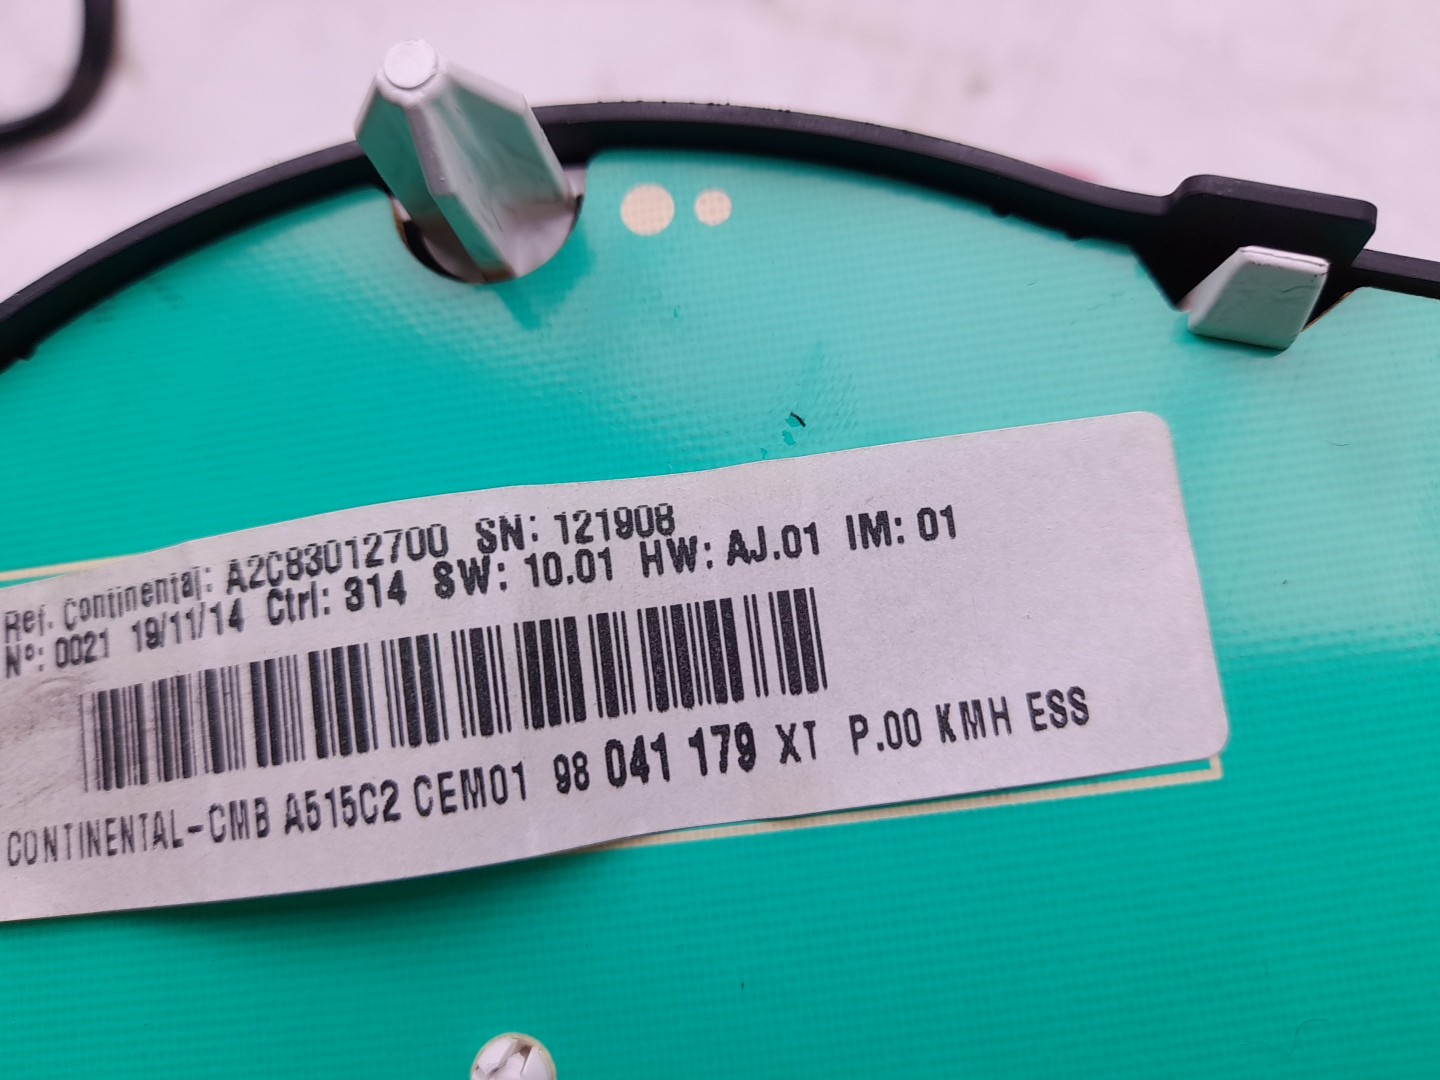 Ref. Continental: A2C83012700 SN: 121908
N°: 0021 19/11/14 Ctrl: 314 SW: 10.01 HW: AJ.01 IM: 01
CONTINENTAL-CMB A515C2 CEM01 98 041 179 XT P.00 KMH ESS